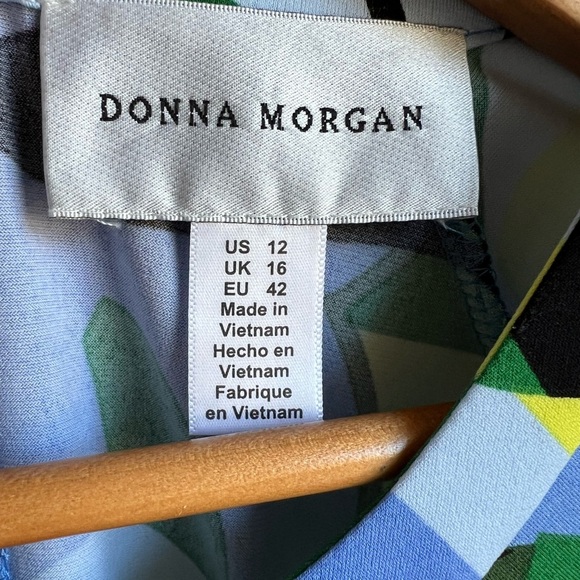 DONNA MORGAN
US 12
UK 16
EU 42
Made in
Vietnam
Hecho en
Vietnam
Fabrique
en Vietnam